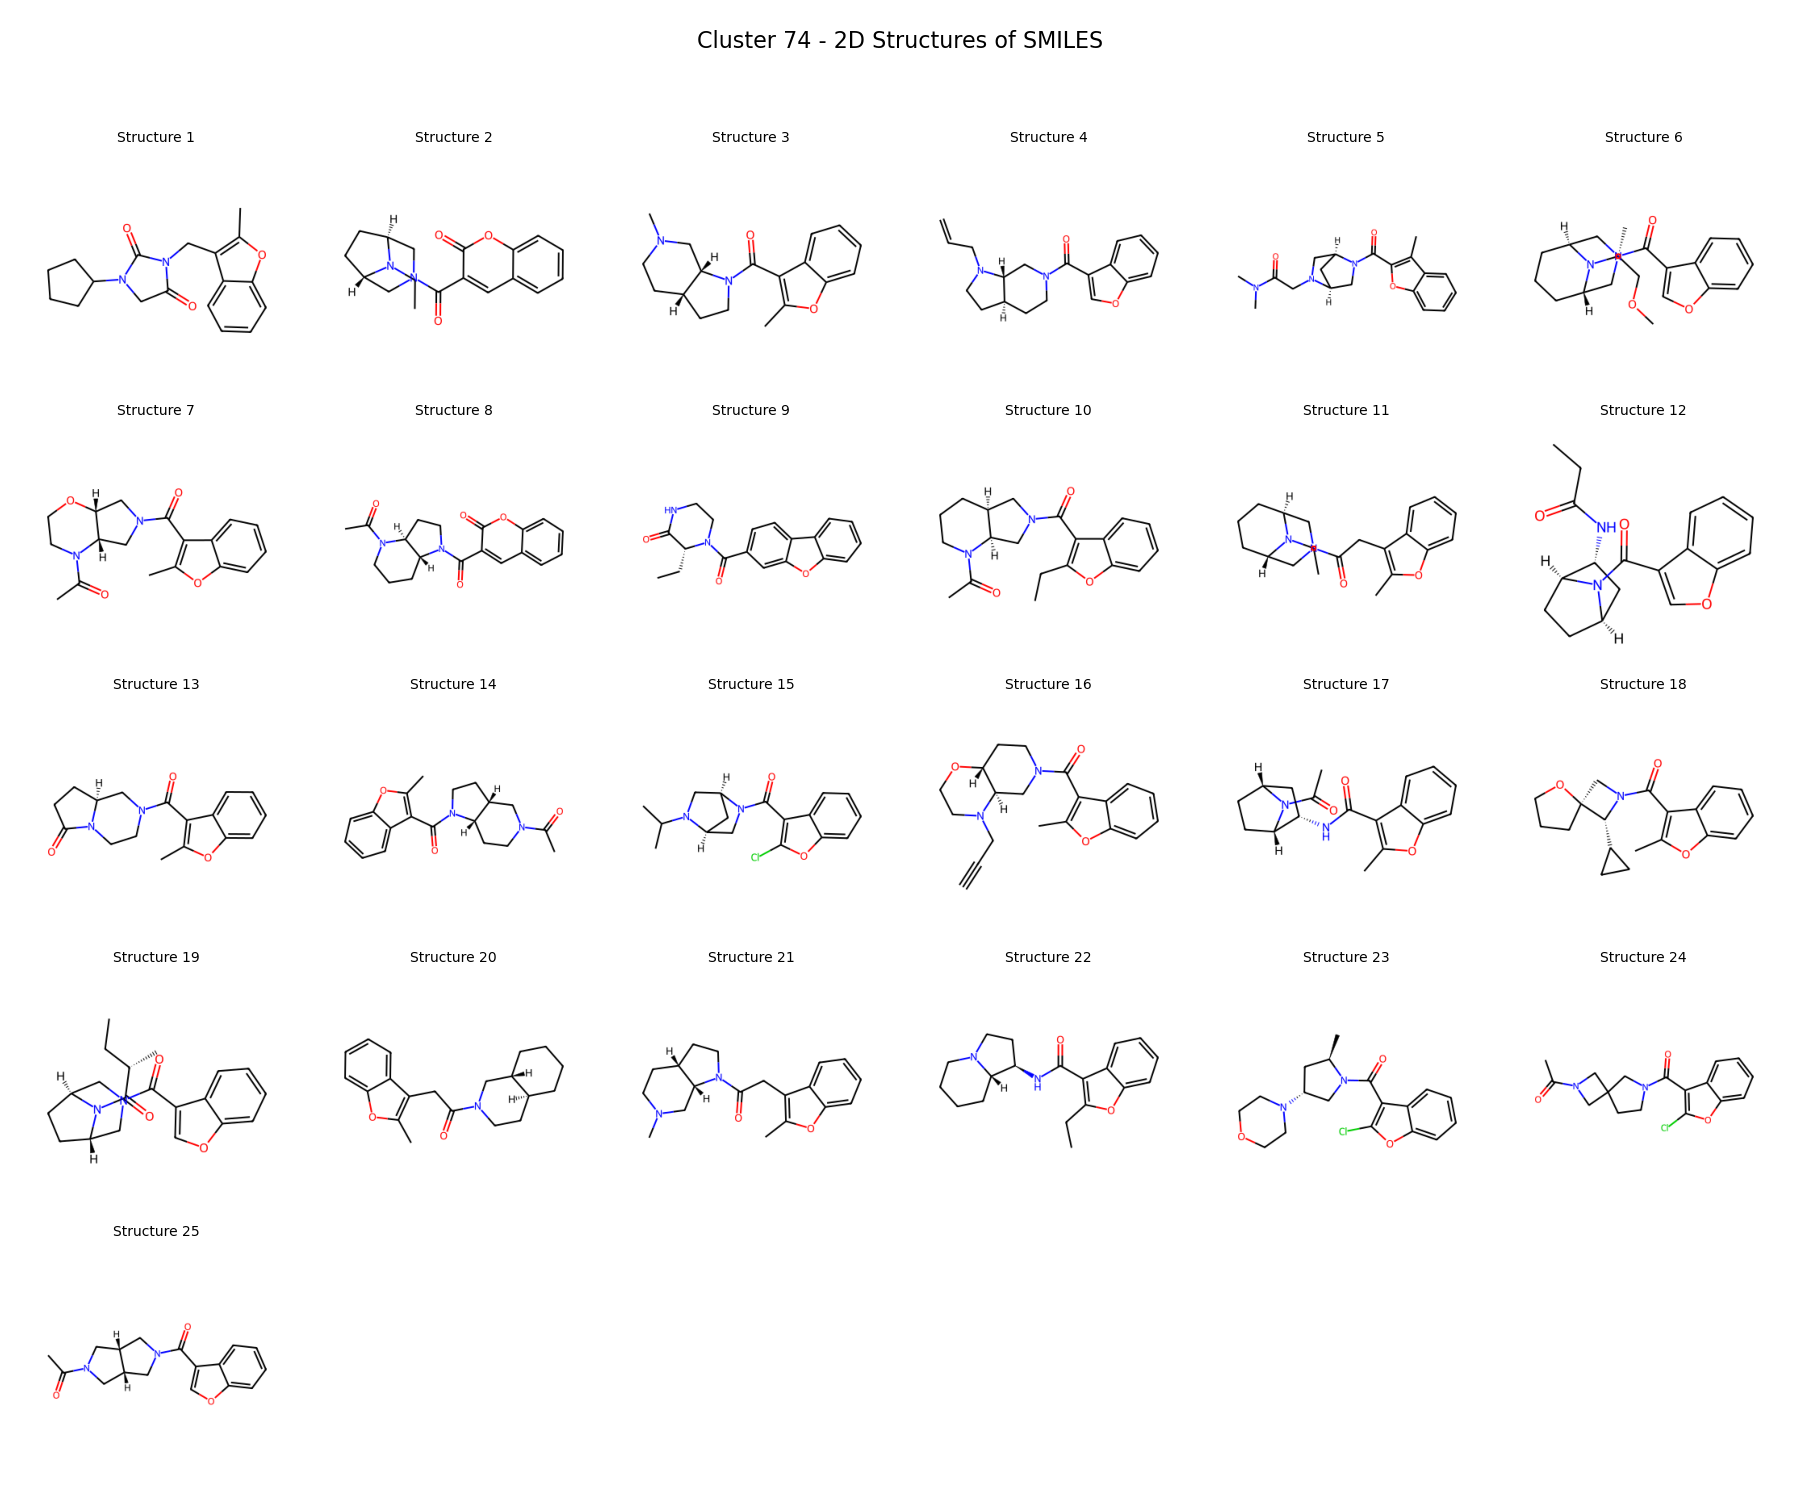 Cluster 74 - 2D Structures of SMILES
Structure 1
Structure 2
Structure 3
Structure 4
Structure 5
Structure 6
Structure 7
Structure 8
Structure 9
Structure 10
Structure 11
Structure 12
Structure 13
Structure 14
Structure 15
Structure 16
Structure 17
Structure 18
Structure 19
Structure 20
Structure 21
Structure 22
Structure 23
Structure 24
Structure 25